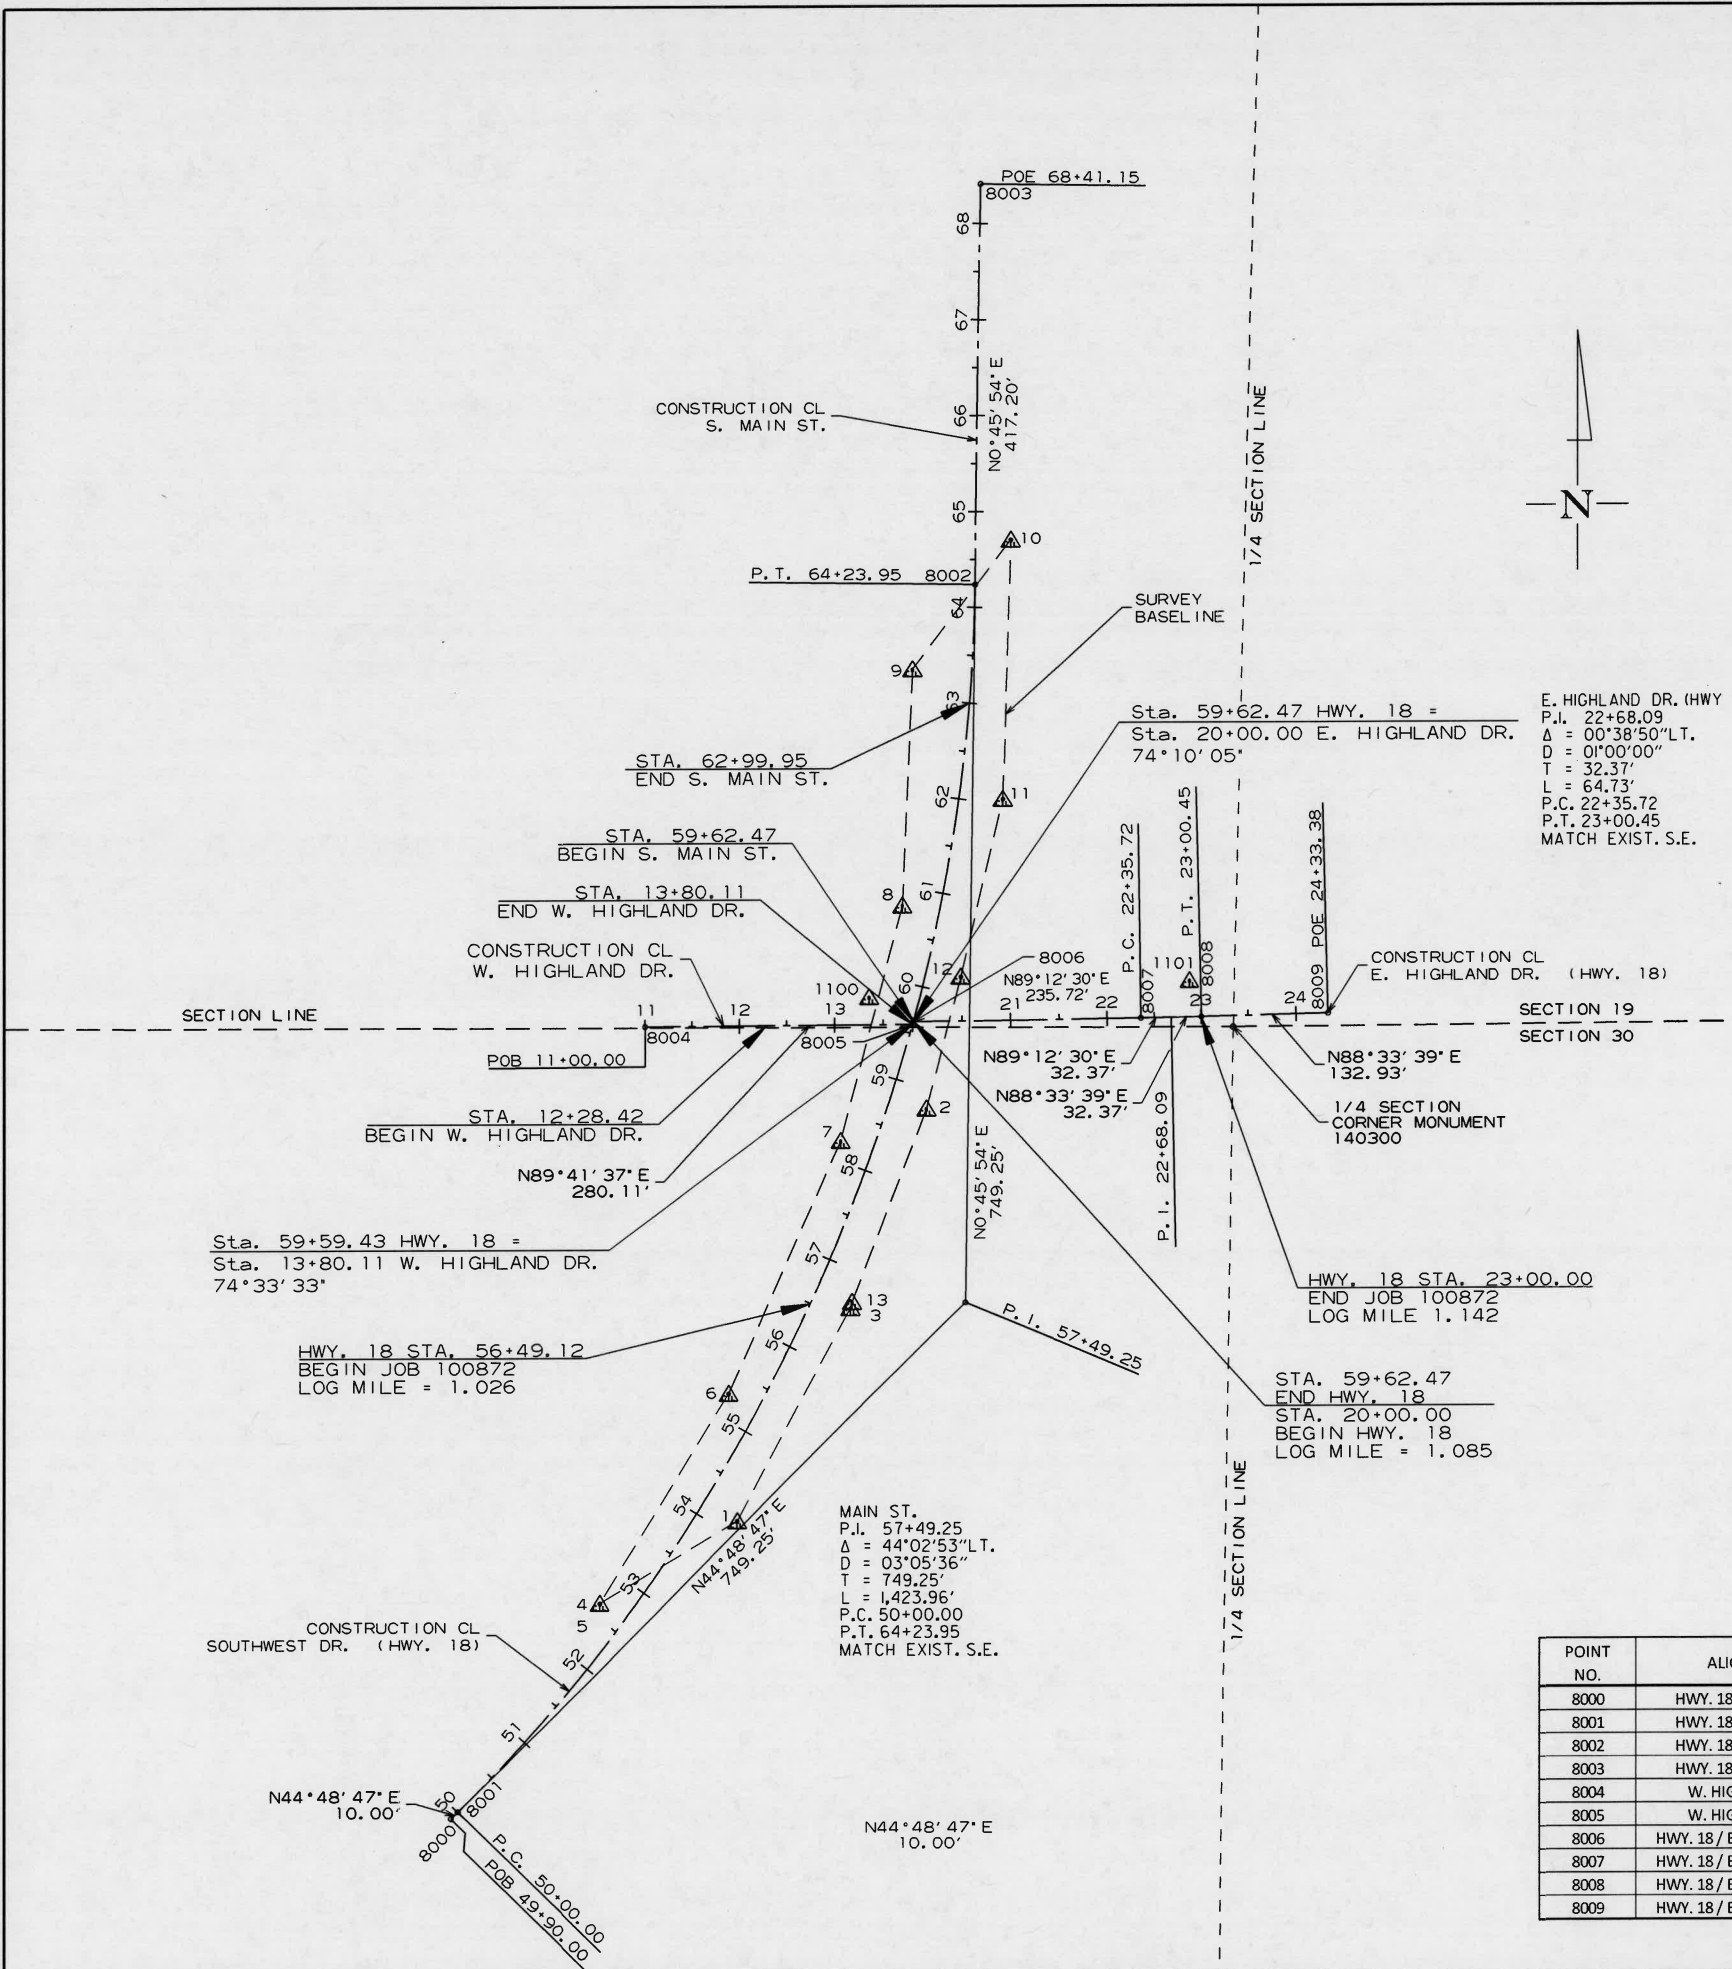 POE 68+41.15
8003
68
67
N0°45'54"E
417.20'
66
CONSTRUCTION CL
S. MAIN ST.
65
1/4 SECTION LINE
N
10
P.T. 64+23.95 8002
64
SURVEY
BASELINE
9
63
Sta. 59+62.47 HWY. 18 =
Sta. 20+00.00 E. HIGHLAND DR.
74°10'05"
E. HIGHLAND DR. (HWY
P.I. 22+68.09
Δ = 00°38'50"LT.
D = 01°00'00"
T = 32.37'
L = 64.73'
P.C. 22+35.72
P.T. 23+00.45
MATCH EXIST. S.E.
STA. 62+99.95
END S. MAIN ST.
62
11
STA. 59+62.47
BEGIN S. MAIN ST.
61
STA. 13+80.11
END W. HIGHLAND DR.
8
P.C. 22+35.72
P.T. 23+00.45
8009 POE 24+33.38
CONSTRUCTION CL
W. HIGHLAND DR.
8006
N89°12'30"E
235.72'
12
60
1100
1101
8007
8008
CONSTRUCTION CL
E. HIGHLAND DR. (HWY. 18)
SECTION LINE
11
12
13
21
22
23
24
SECTION 19
SECTION 30
8004
8005
POB 11+00.00
N89°12'30"E
32.37'
N88°33'39"E
32.37'
N88°33'39"E
132.93'
59
2
STA. 12+28.42
BEGIN W. HIGHLAND DR.
1/4 SECTION
CORNER MONUMENT
140300
7
58
N89°41'37"E
280.11'
N0°45'54"E
749.25'
P.I. 22+68.09
Sta. 59+59.43 HWY. 18 =
Sta. 13+80.11 W. HIGHLAND DR.
74°33'33"
57
13
3
HWY. 18 STA. 23+00.00
END JOB 100872
LOG MILE 1.142
P.I. 57+49.25
56
HWY. 18 STA. 56+49.12
BEGIN JOB 100872
LOG MILE = 1.026
6
55
STA. 59+62.47
END HWY. 18
STA. 20+00.00
BEGIN HWY. 18
LOG MILE = 1.085
54
1
N44°48'47"E
749.25'
MAIN ST.
P.I. 57+49.25
Δ = 44°02'53"LT.
D = 03°05'36"
T = 749.25'
L = 1,423.96'
P.C. 50+00.00
P.T. 64+23.95
MATCH EXIST. S.E.
1/4 SECTION LINE
53
4
5
CONSTRUCTION CL
SOUTHWEST DR. (HWY. 18)
52
51
N44°48'47"E
10.00'
50
8001
8000
P.C. 50+00.00
POB 49+90.00
N44°48'47"E
10.00'
POINT
NO. ALI
8000 HWY. 18
8001 HWY. 18
8002 HWY. 18
8003 HWY. 18
8004 W. HIG
8005 W. HIG
8006 HWY. 18 / E
8007 HWY. 18 / E
8008 HWY. 18 / E
8009 HWY. 18 / E